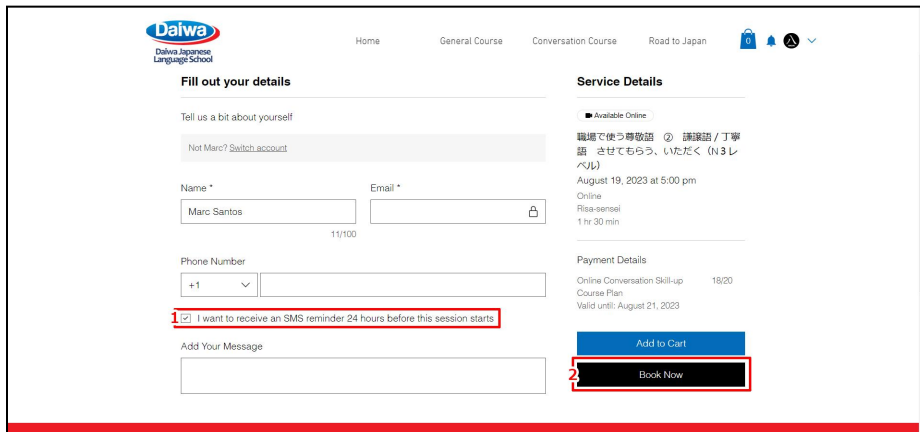 Daiwa
Daiwa Japanese
Language School
Home
General Course
Conversation Course
Road to Japan
0
Fill out your details
Tell us a bit about yourself
Not Marc? Switch account
Name *
Email *
Marc Santos
11/100
Phone Number
+1
1
I want to receive an SMS reminder 24 hours before this session starts
Add Your Message
Service Details
Available Online
職場で使う尊敬語 ② 謙譲語 / 丁寧
語 させてもらう、いただく（N３レ
ベル）
August 19, 2023 at 5:00 pm
Online
Risa-sensei
1 hr 30 min
Payment Details
Online Conversation Skill-up 18/20
Course Plan
Valid until: August 21, 2023
Add to Cart
2
Book Now